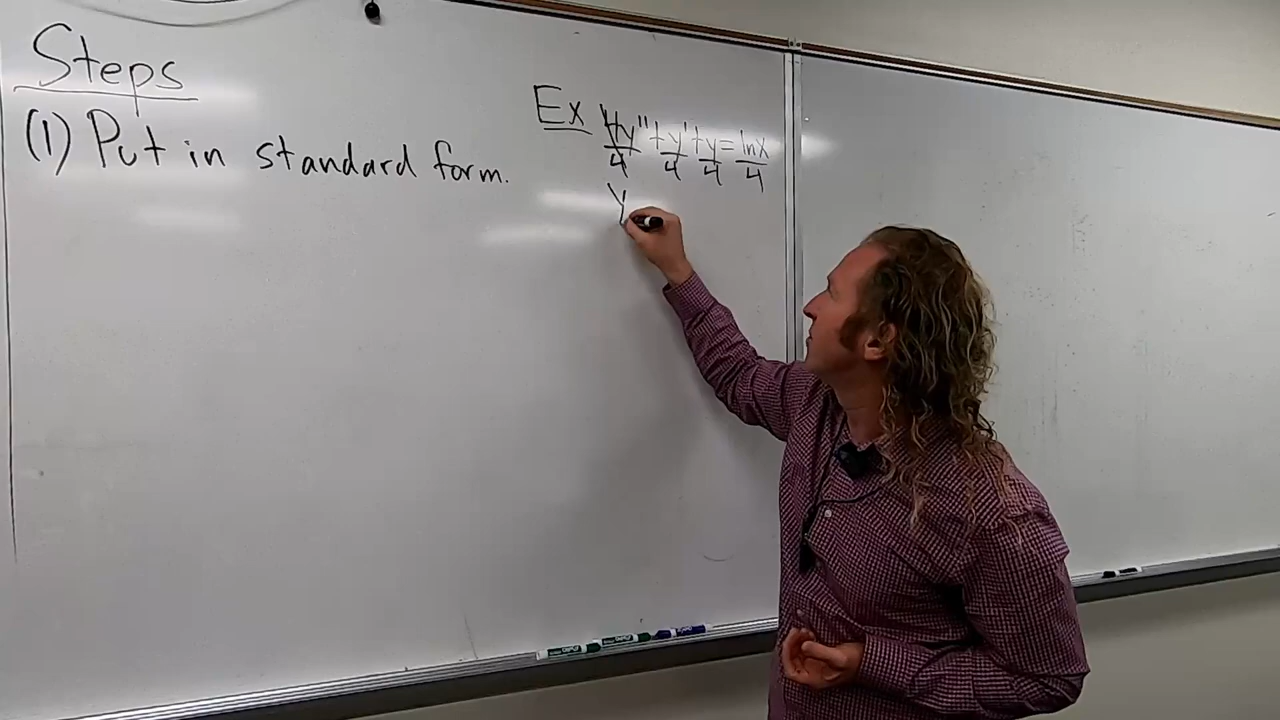 Steps
(1) Put in standard form.
Ex 4y''/4 + y'/4 + y/4 = lnx/4
y